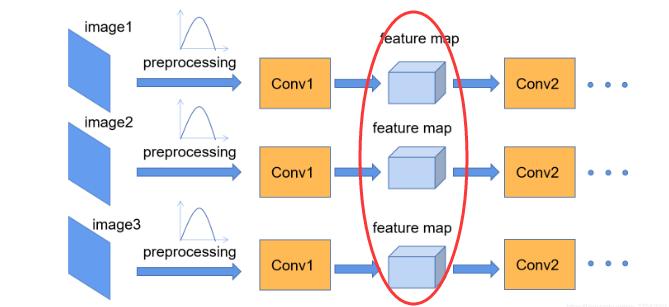 image1
preprocessing
Conv1
feature map
Conv2
image2
preprocessing
Conv1
feature map
Conv2
image3
preprocessing
Conv1
feature map
Conv2